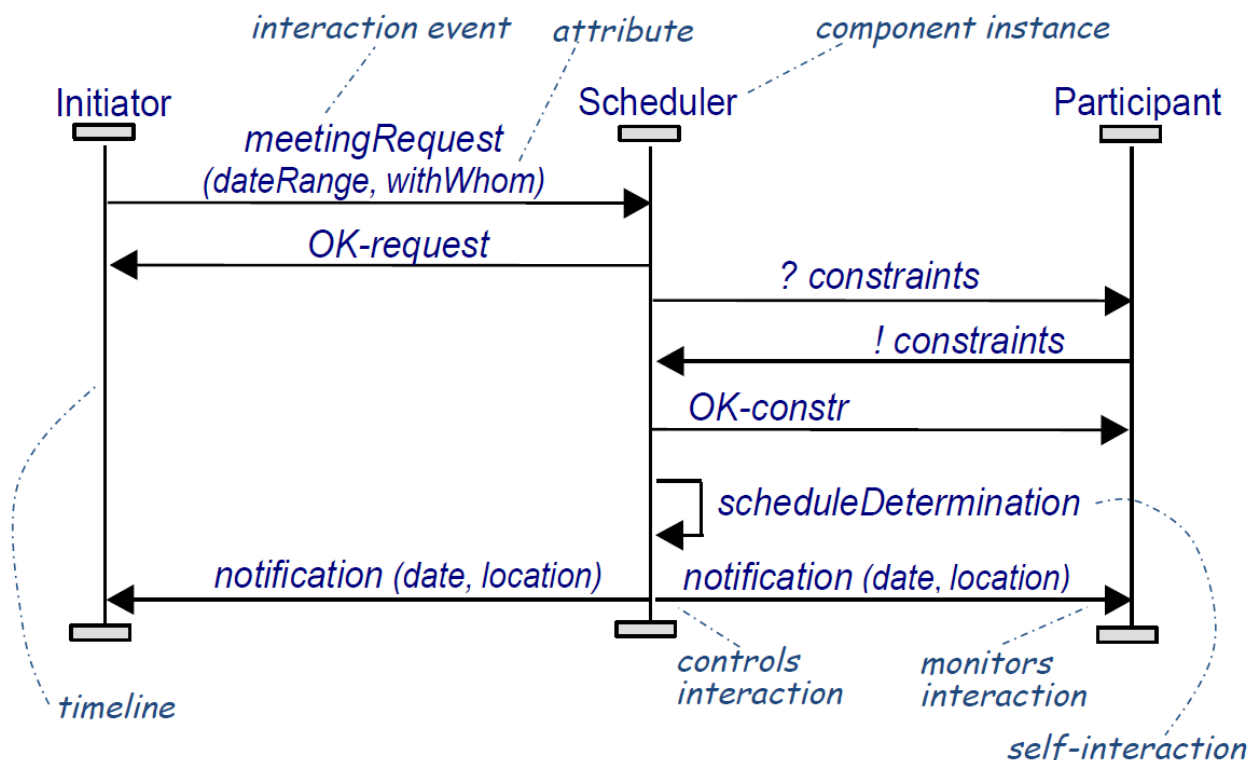 interaction event
attribute
component instance
Initiator
Scheduler
Participant
meetingRequest
(dateRange, withWhom)
OK-request
? constraints
! constraints
OK-constr
scheduleDetermination
notification (date, location)
notification (date, location)
controls
interaction
monitors
interaction
timeline
self-interaction